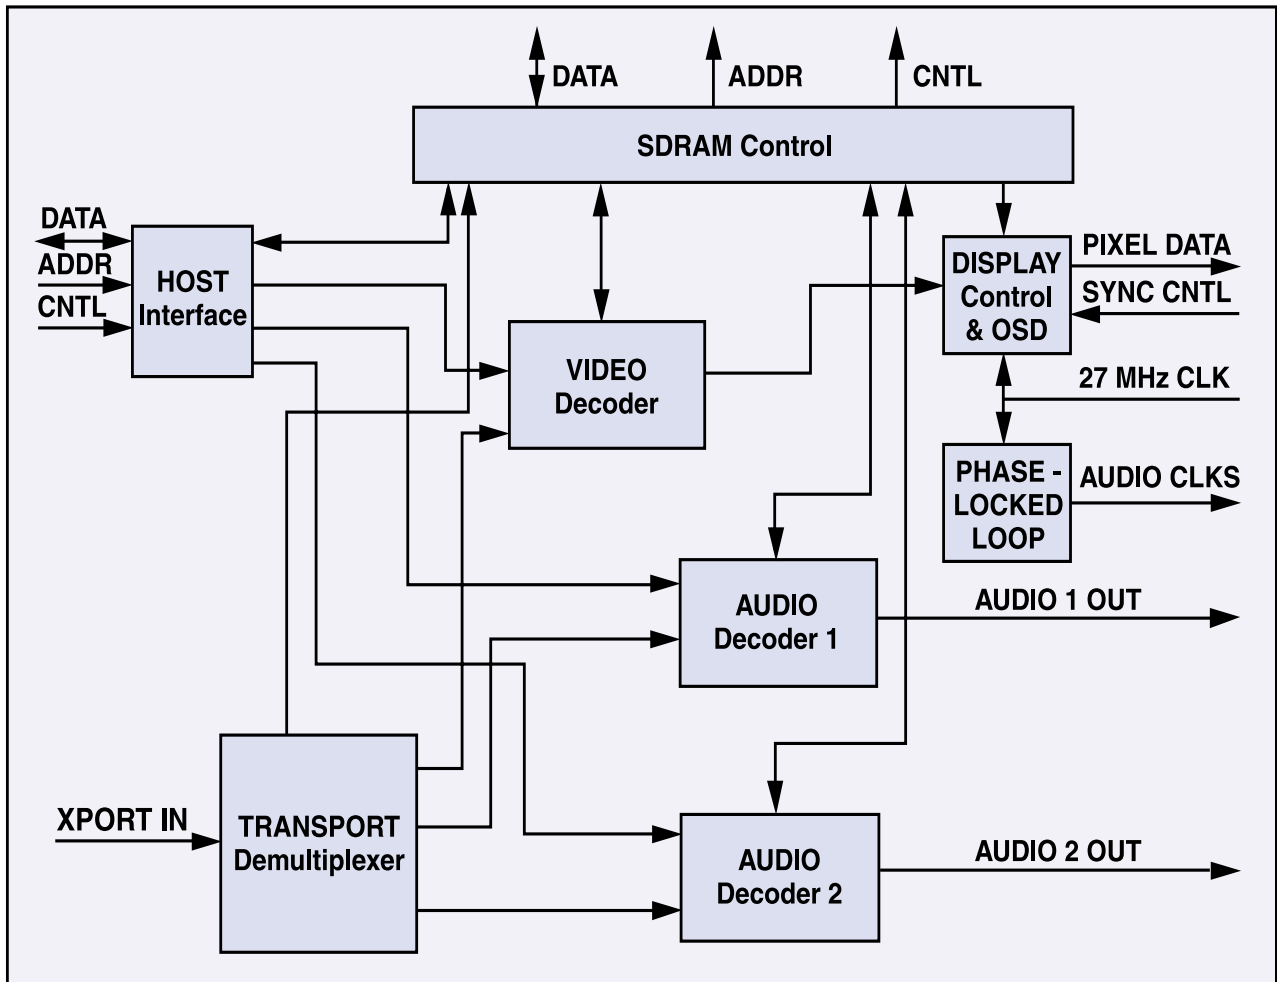 DATA
ADDR
CNTL
SDRAM Control
DATA
ADDR
CNTL
HOST
Interface
DISPLAY
Control
& OSD
PIXEL DATA
SYNC CNTL
27 MHz CLK
VIDEO
Decoder
PHASE -
LOCKED
LOOP
AUDIO CLKS
AUDIO
Decoder 1
AUDIO 1 OUT
XPORT IN
TRANSPORT
Demultiplexer
AUDIO
Decoder 2
AUDIO 2 OUT